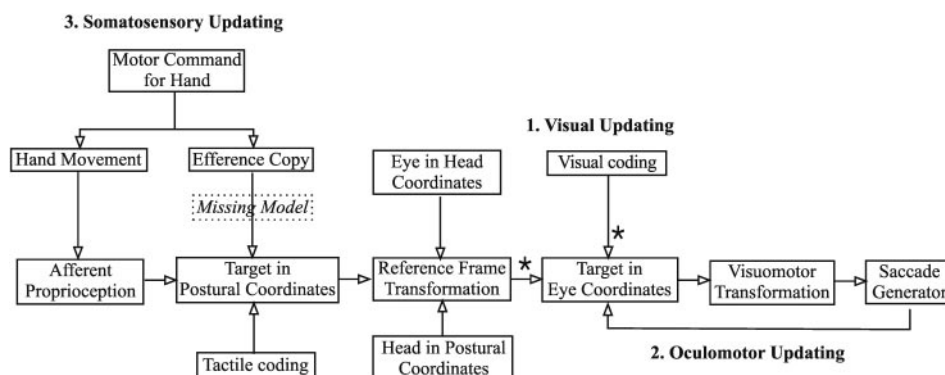 3. Somatosensory Updating
Motor Command
for Hand
1. Visual Updating
Hand Movement
Efference Copy
Eye in Head
Coordinates
Visual coding
Missing Model
*
*
Afferent
Proprioception
Target in
Postural Coordinates
Reference Frame
Transformation
Target in
Eye Coordinates
Visuomotor
Transformation
Saccade
Generator
Tactile coding
Head in Postural
Coordinates
2. Oculomotor Updating